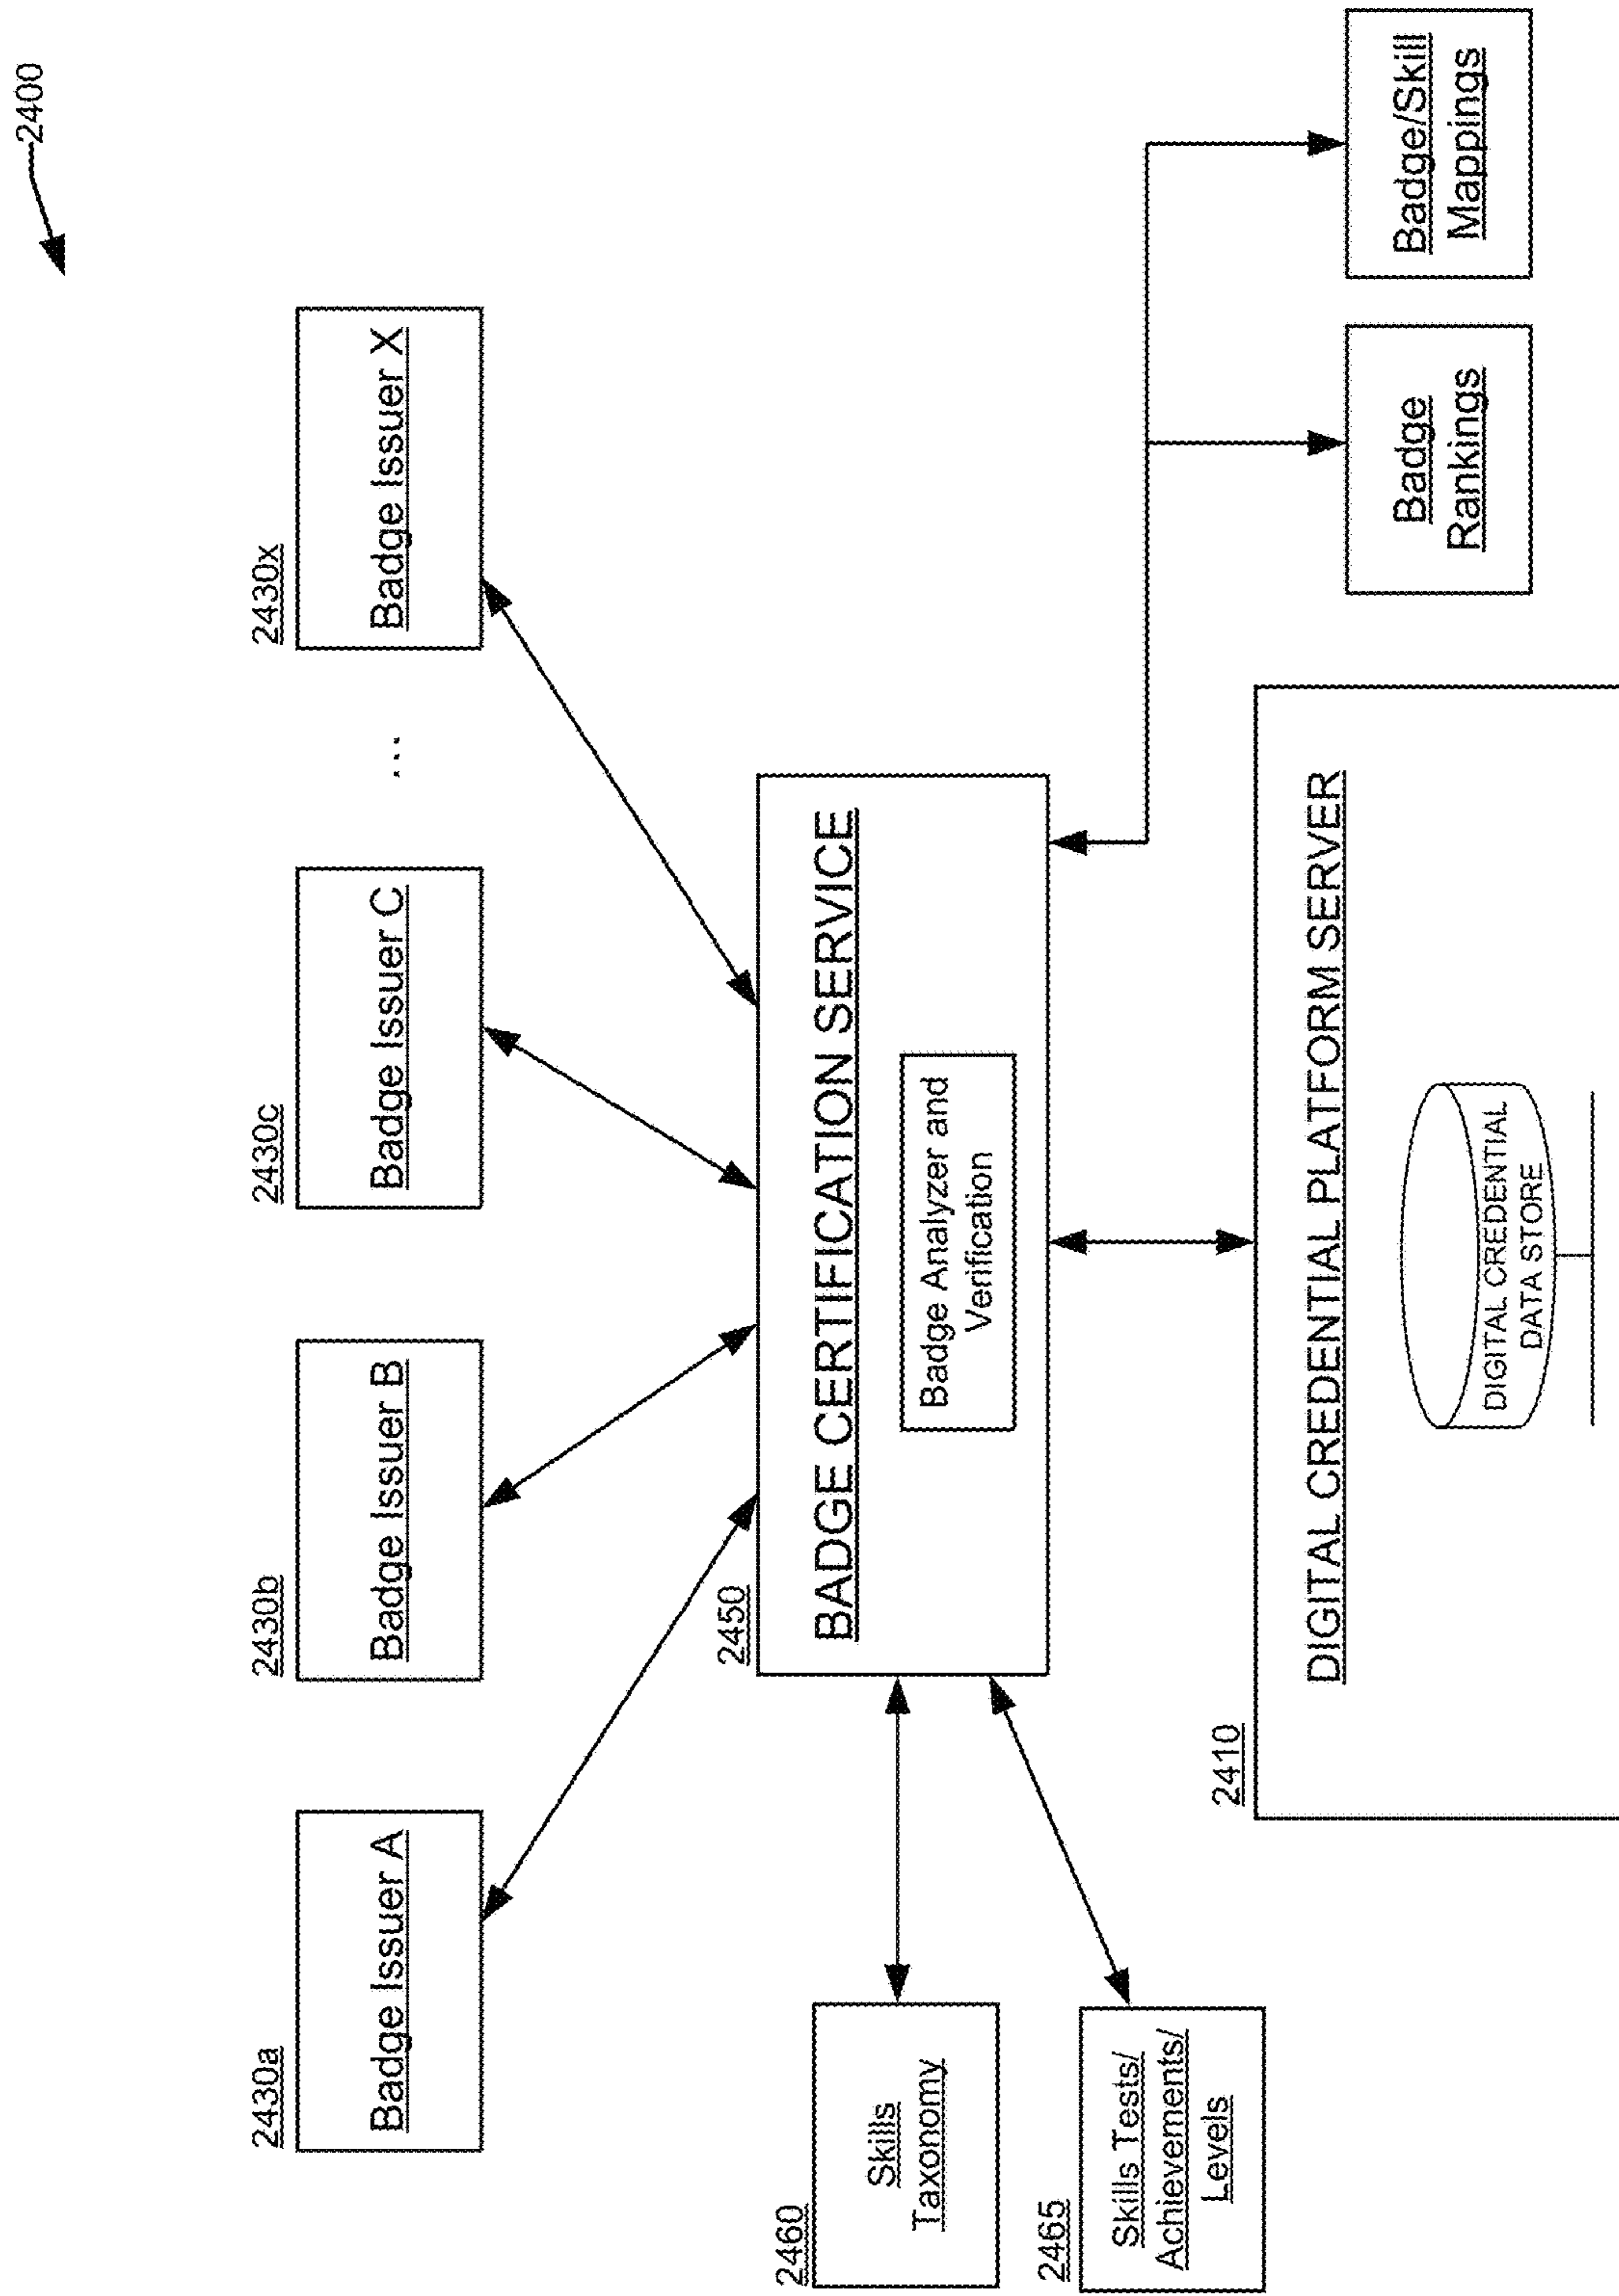 2400
2430a
Badge Issuer A
2430b
Badge Issuer B
2430c
Badge Issuer C
...
2430x
Badge Issuer X
2450
BADGE CERTIFICATION SERVICE
Badge Analyzer and
Verification
2460
Skills
Taxonomy
2465
Skills Tests/
Achievements/
Levels
2410
DIGITAL CREDENTIAL PLATFORM SERVER
DIGITAL CREDENTIAL
DATA STORE
Badge
Rankings
Badge/Skill
Mappings